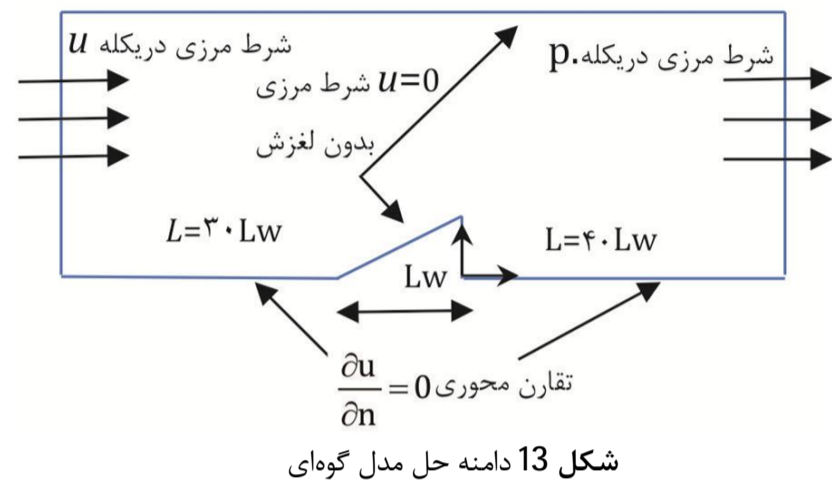 شرط مرزی دریکله u
شرط مرزی دریکله.p
شرط مرزی u=0
بدون لغزش
L=۳۰Lw
L=۴۰Lw
Lw
∂u/∂n =0 تقارن محوری
شکل 13 دامنه حل مدل گوه‌ای